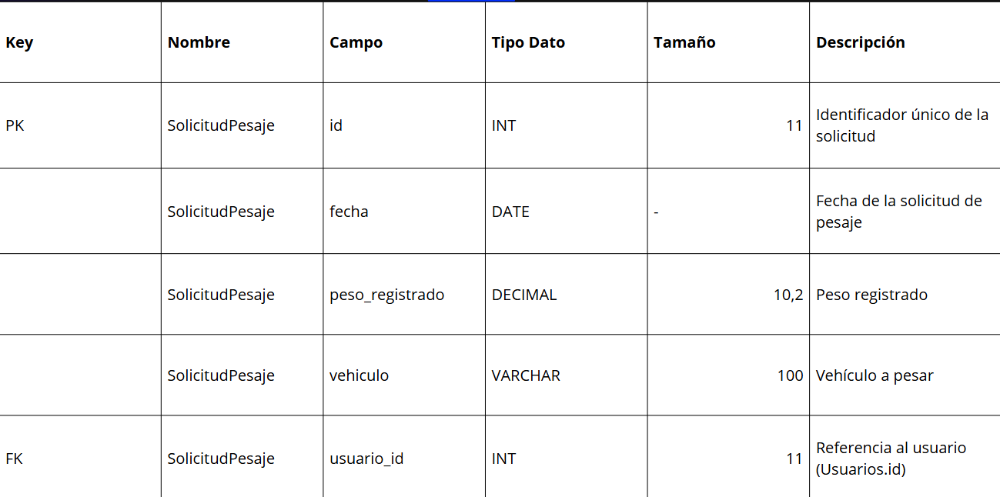 Key Nombre Campo Tipo Dato Tamaño Descripción
PK SolicitudPesaje id INT 11 Identificador único de la
solicitud
SolicitudPesaje fecha DATE - Fecha de la solicitud de
pesaje
SolicitudPesaje peso_registrado DECIMAL 10,2 Peso registrado
SolicitudPesaje vehiculo VARCHAR 100 Vehículo a pesar
FK SolicitudPesaje usuario_id INT 11 Referencia al usuario
(Usuarios.id)